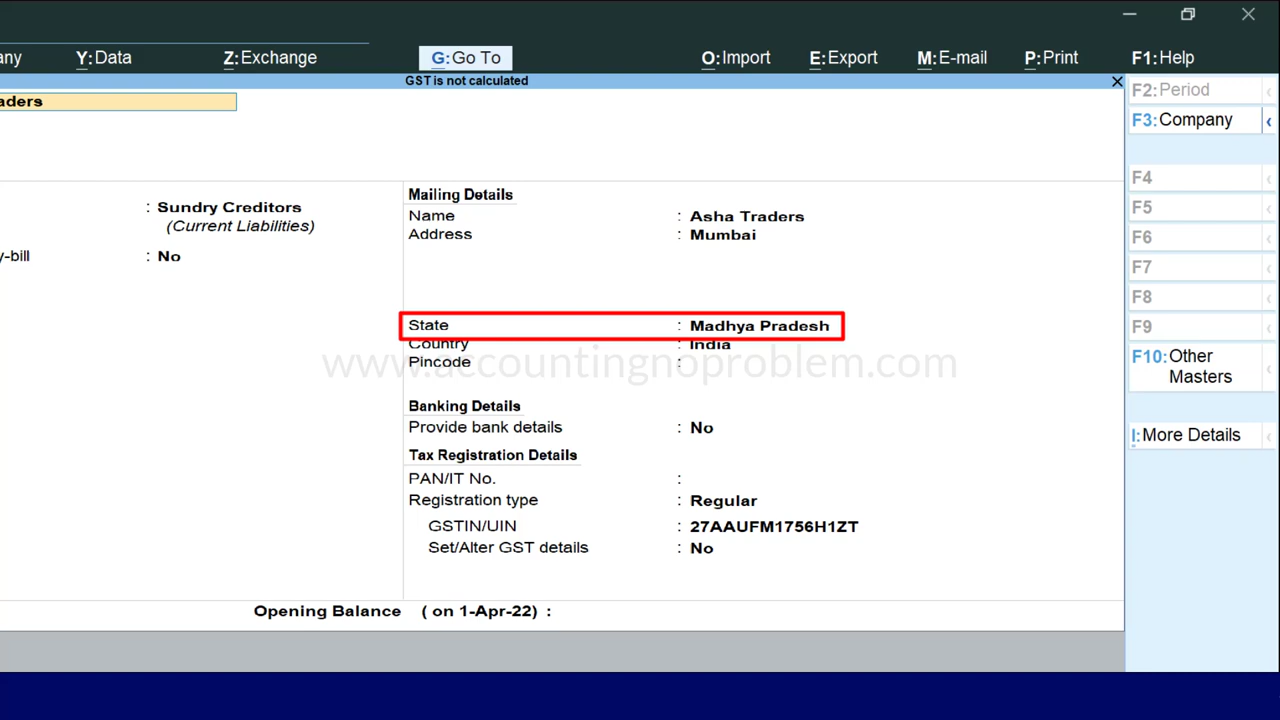 ny Y:Data Z:Exchange G:Go To O:Import E:Export M:E-mail P:Print F1:Help
GST is not calculated
aders
F2:Period
F3:Company
F4
F5
F6
F7
F8
F9
F10:Other
Masters
I:More Details
: Sundry Creditors
(Current Liabilities)
y-bill : No
Mailing Details
Name : Asha Traders
Address : Mumbai
State : Madhya Pradesh
Country : India
Pincode :
www.accountingnoproblem.com
Banking Details
Provide bank details : No
Tax Registration Details
PAN/IT No. :
Registration type : Regular
GSTIN/UIN : 27AAUFM1756H1ZT
Set/Alter GST details : No
Opening Balance ( on 1-Apr-22) :